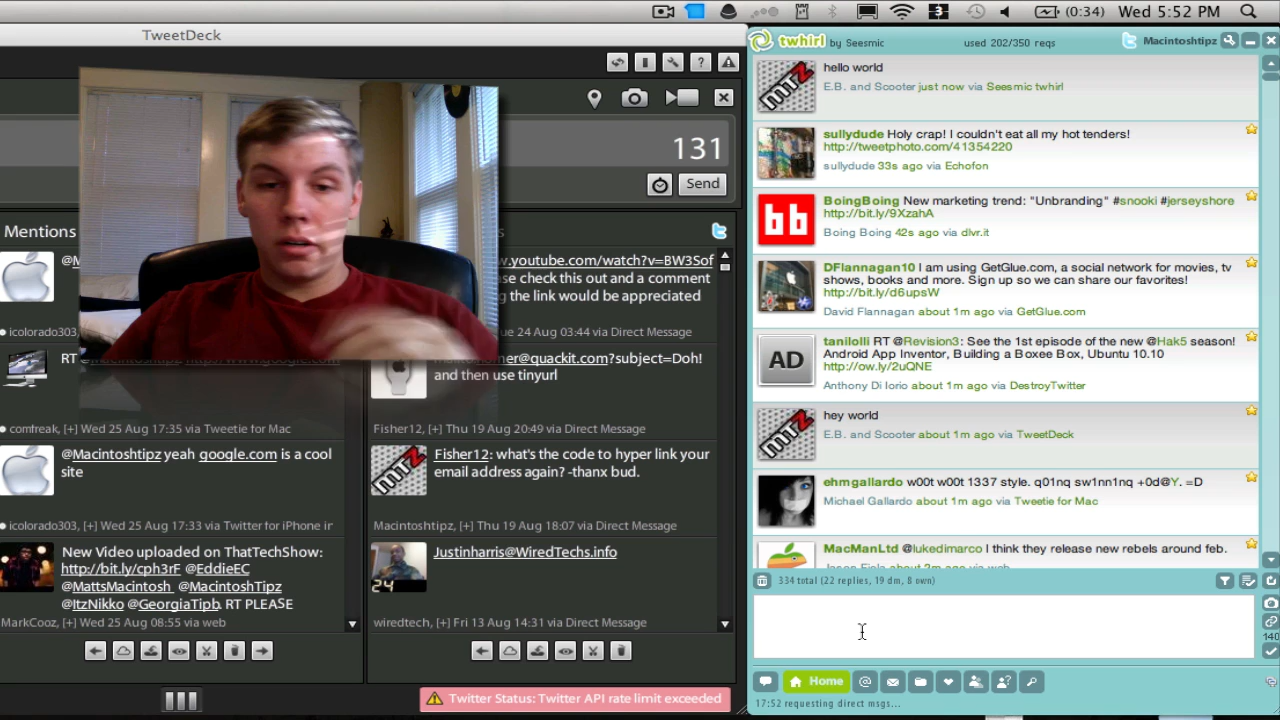 (0:34) Wed 5:52 PM
TweetDeck
131
Send
Mentions
@M
icolorado303,
RT @Macintoshtipz
comfreak, [+] Wed 25 Aug 17:35 via Tweetie for Mac
@Macintoshtipz yeah google.com is a cool
site
icolorado303, [+] Wed 25 Aug 17:33 via Twitter for iPhone ir
New Video uploaded on ThatTechShow:
http://bit.ly/cph3rF @EddieEC
@MattsMacintosh @MacintoshTipz
@ItzNikko @GeorgiaTipb. RT PLEASE
MarkCooz, [+] Wed 25 Aug 08:55 via web
w.youtube.com/watch?v=BW3Sof
se check this out and a comment
g the link would be appreciated
ue 24 Aug 03:44 via Direct Message
er@quackit.com?subject=Doh!
and then use tinyurl
Fisher12, [+] Thu 19 Aug 20:49 via Direct Message
Fisher12: what's the code to hyper link your
email address again? -thanx bud.
Macintoshtipz, [+] Thu 19 Aug 18:07 via Direct Message
Justinharris@WiredTechs.info
24
wiredtech, [+] Fri 13 Aug 14:31 via Direct Message
Twitter Status: Twitter API rate limit exceeded
twhirl by Seesmic used 202/350 reqs Macintoshtipz
hello world
E.B. and Scooter just now via Seesmic twhirl
sullydude Holy crap! I couldn't eat all my hot tenders!
http://tweetphoto.com/41354220
sullydude 33s ago via Echofon
bb
BoingBoing New marketing trend: "Unbranding" #snooki #jerseyshore
http://bit.ly/9XzahA
Boing Boing 42s ago via dlvr.it
DFlannagan10 I am using GetGlue.com, a social network for movies, tv
shows, books and more. Sign up so we can share our favorites!
http://bit.ly/d6upsW
David Flannagan about 1m ago via GetGlue.com
AD
tanilolli RT @Revision3: See the 1st episode of the new @Hak5 season!
Android App Inventor, Building a Boxee Box, Ubuntu 10.10
http://ow.ly/2uQNE
Anthony Di Iorio about 1m ago via DestroyTwitter
MTZ
hey world
E.B. and Scooter about 1m ago via TweetDeck
ehmgallardo w00t w00t 1337 style. q01nq sw1nn1nq +0d@Y. =D
Michael Gallardo about 1m ago via Tweetie for Mac
MacManLtd @lukedimarco I think they release new rebels around feb.
334 total (22 replies, 19 dm, 8 own)
140
Home
17:52 requesting direct msgs...